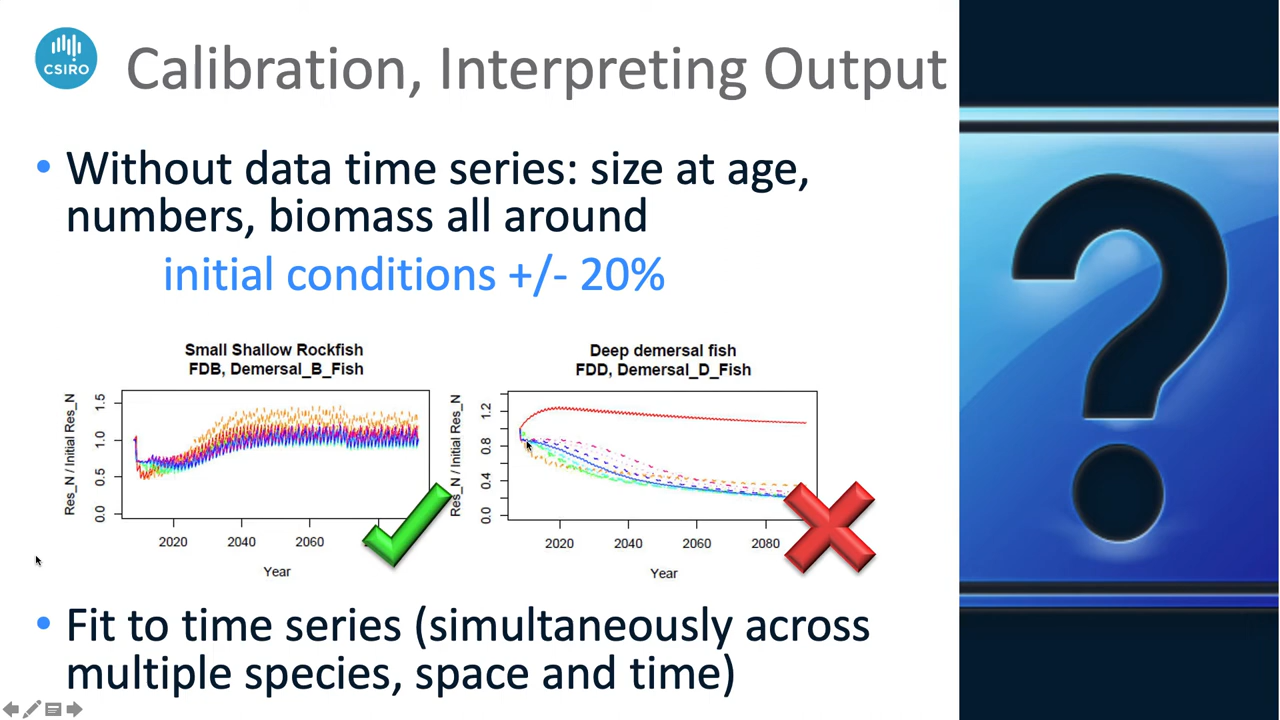 CSIRO
Calibration, Interpreting Output
• Without data time series: size at age,
numbers, biomass all around
initial conditions +/- 20%
Small Shallow Rockfish
FDB, Demersal_B_Fish
Res_N / Initial Res_N
1.5
1.0
0.5
0.0
2020 2040 2060
Year
Deep demersal fish
FDD, Demersal_D_Fish
Res_N / Initial Res_N
1.2
0.8
0.4
0.0
2020 2040 2060 2080
Year
?
• Fit to time series (simultaneously across
multiple species, space and time)